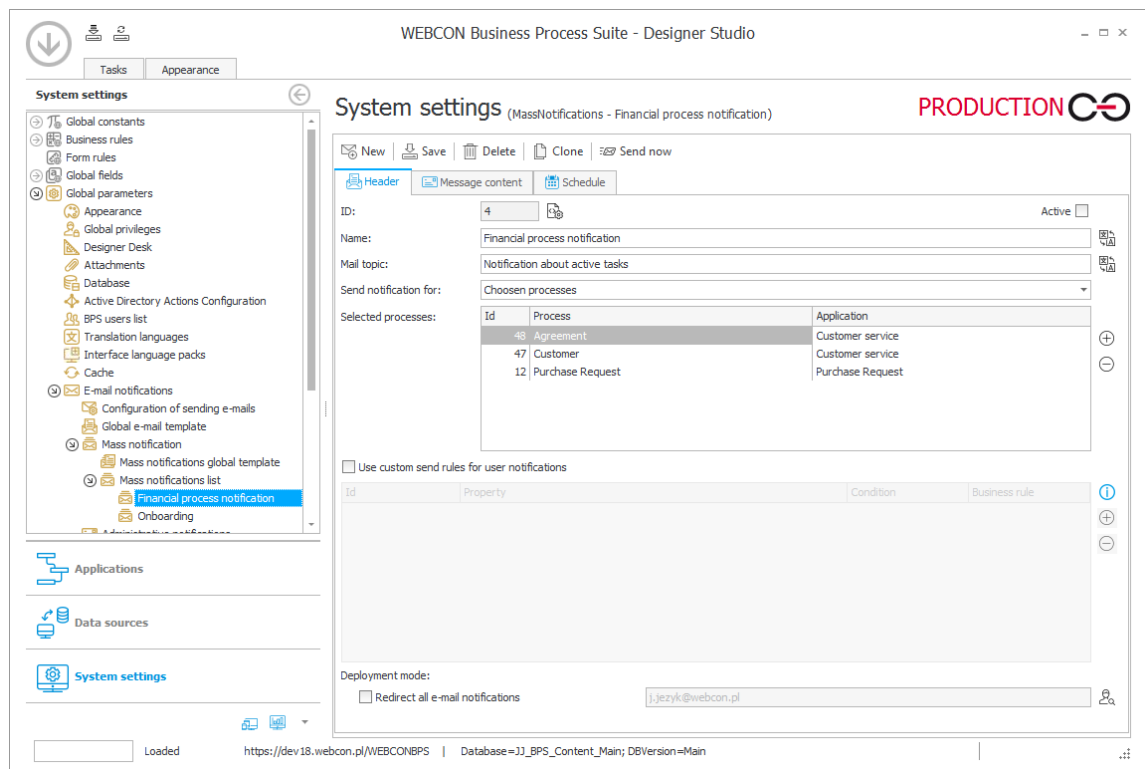 WEBCON Business Process Suite - Designer Studio
Tasks
Appearance
System settings
Global constants
Business rules
Form rules
Global fields
Global parameters
Appearance
Global privileges
Designer Desk
Attachments
Database
Active Directory Actions Configuration
BPS users list
Translation languages
Interface language packs
Cache
E-mail notifications
Configuration of sending e-mails
Global e-mail template
Mass notification
Mass notifications global template
Mass notifications list
Financial process notification
Onboarding
Administrative notifications
Applications
Data sources
System settings
System settings (MassNotifications - Financial process notification)
PRODUCTION
New Save Delete Clone Send now
Header Message content Schedule
ID: 4 Active
Name: Financial process notification
Mail topic: Notification about active tasks
Send notification for: Choosen processes
Selected processes: Id Process Application
48 Agreement Customer service
47 Customer Customer service
12 Purchase Request Purchase Request
Use custom send rules for user notifications
Id Property Condition Business rule
Deployment mode:
Redirect all e-mail notifications j.jezyk@webcon.pl
Loaded https://dev18.webcon.pl/WEBCONBPS | Database=JJ_BPS_Content_Main; DBVersion=Main